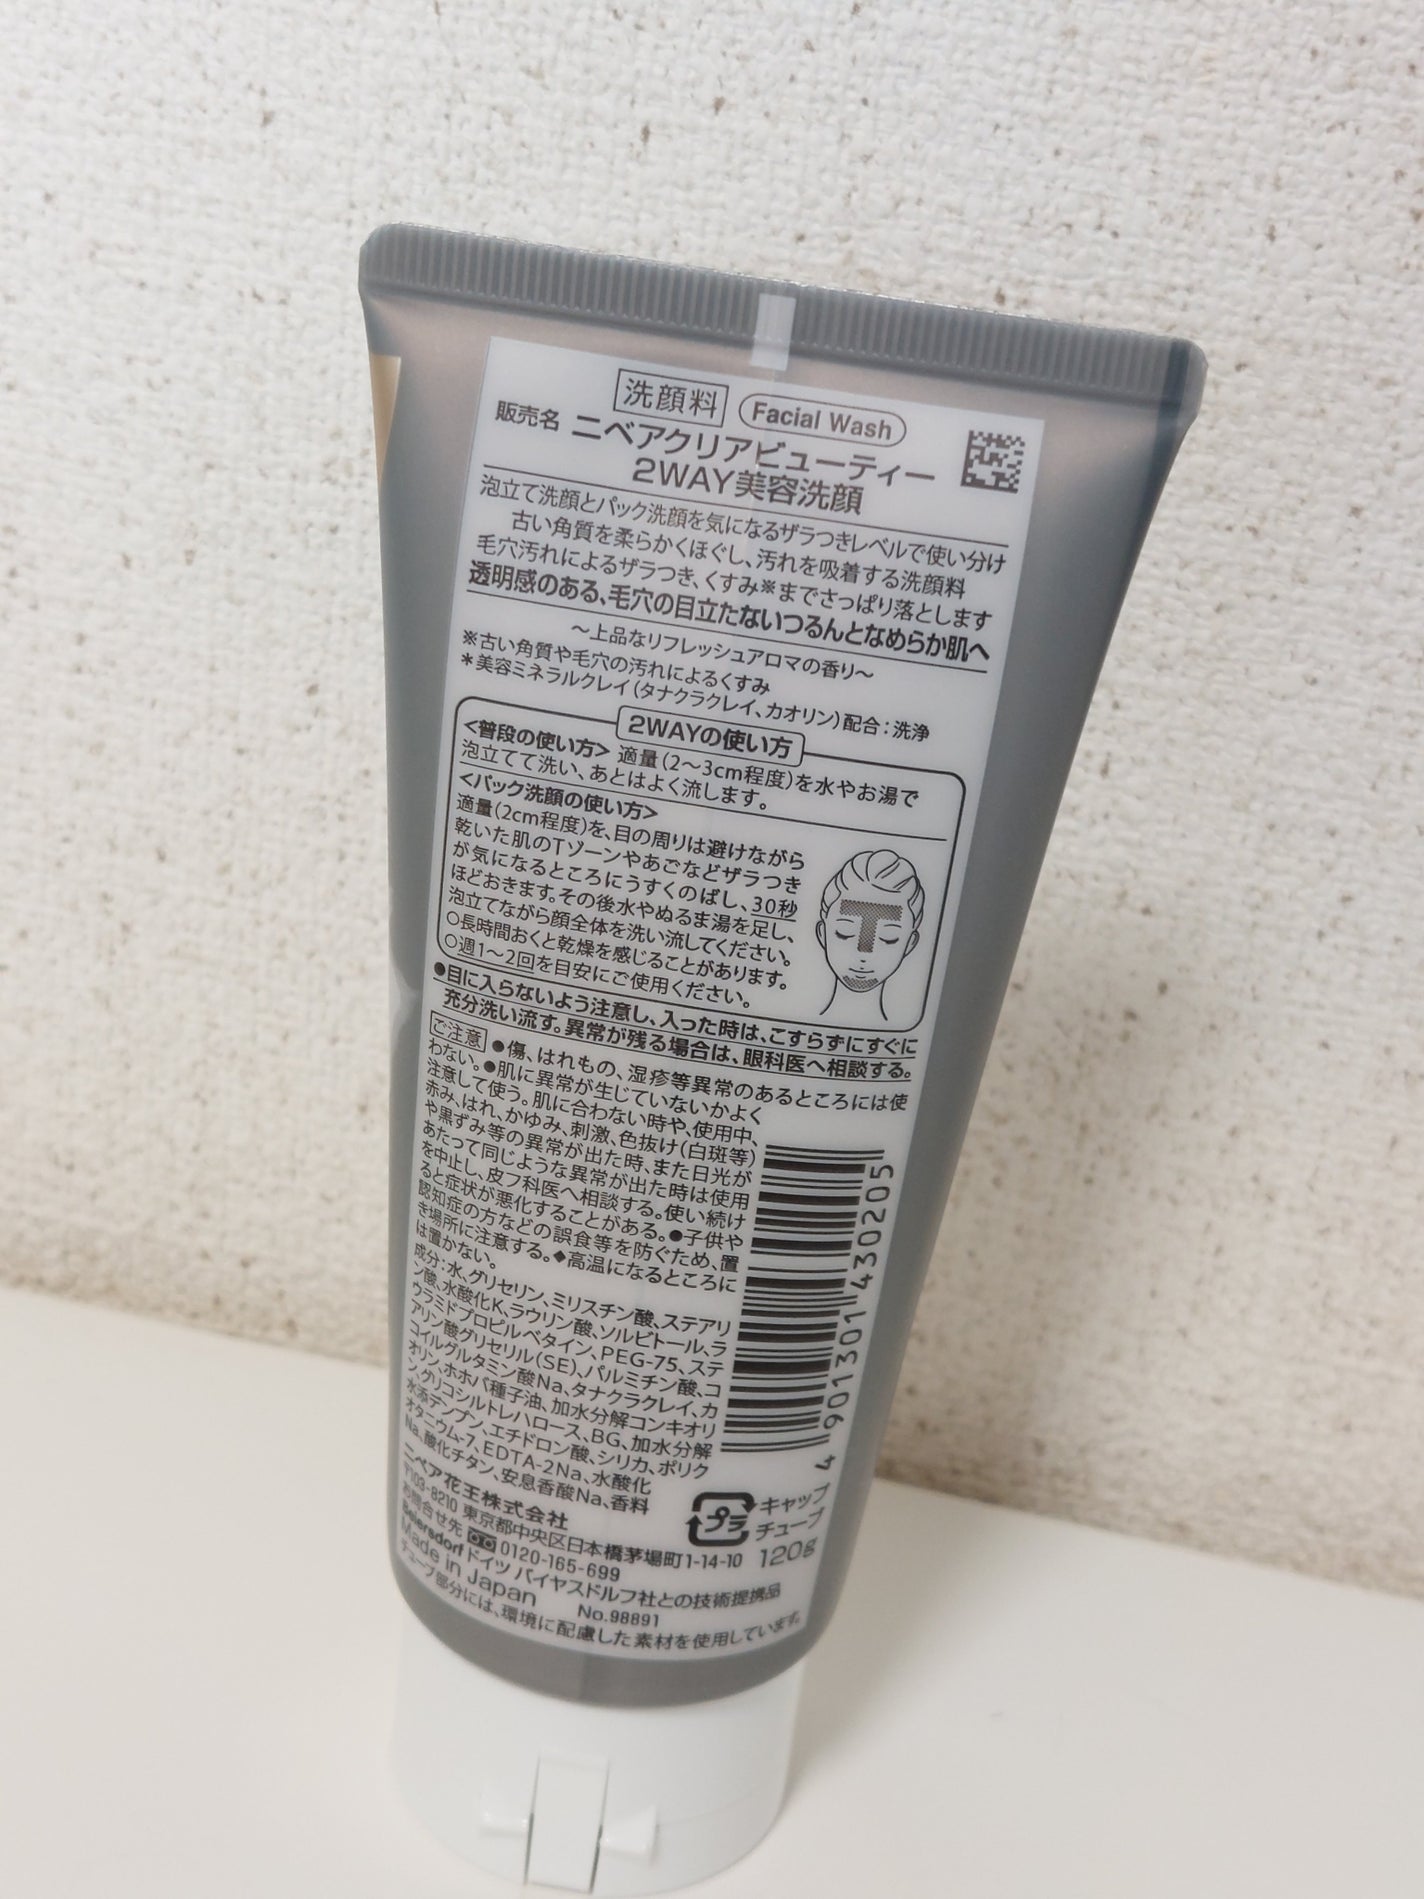 洗顔料 Facial Wash
販売名 ニベアクリアビューティー
2WAY美容洗顔
泡立て洗顔とパック洗顔を気になるザラつきレベルで使い分け
古い角質を柔らかくほぐし、汚れを吸着する洗顔料
毛穴汚れによるザラつき、くすみ※までさっぱり落とします
透明感のある、毛穴の目立たないつるんとなめらか肌へ
〜上品なリフレッシュアロマの香り〜
※古い角質や毛穴の汚れによるくすみ
＊美容ミネラルクレイ（タナクラクレイ、カオリン）配合：洗浄
2WAYの使い方
<普段の使い方> 適量（2〜3cm程度）を水やお湯で
泡立てて洗い、あとはよく流します。
<パック洗顔の使い方>
適量（2cm程度）を、目の周りは避けながら
乾いた肌のTゾーンやあごなどザラつき
が気になるところにうすくのばし、30秒
ほどおきます。その後水やぬるま湯を足し、
泡立てながら顔全体を洗い流してください。
○長時間おくと乾燥を感じることがあります。
○週1〜2回を目安にご使用ください。
●目に入らないよう注意し、入った時は、こすらずにすぐに
充分洗い流す。異常が残る場合は、眼科医へ相談する。
ご注意 ●傷、はれもの、湿疹等異常のあるところには使
わない。●肌に異常が生じていないかよく
注意して使う。肌に合わない時や、使用中、
赤み、はれ、かゆみ、刺激、色抜け（白斑等）
や黒ずみ等の異常が出た時、また日光が
あたって同じような異常が出た時は使用
を中止し、皮フ科医へ相談する。使い続け
ると症状が悪化することがある。●子供や
認知症の方などの誤食等を防ぐため、置
き場所に注意する。◆高温になるところに
は置かない。
成分：水、グリセリン、ミリスチン酸、ステアリ
ン酸、水酸化K、ラウリン酸、ソルビトール、ラ
ウラミドプロピルベタイン、PEG-75、ステ
アリン酸グリセリル（SE）、パルミチン酸、コ
コイルグルタミン酸Na、タナクラクレイ、カ
オリン、ホホバ種子油、加水分解コンキオリ
ン、グリコシルトレハロース、BG、加水分解
水添デンプン、エチドロン酸、シリカ、ポリク
オタニウム-7、EDTA-2Na、水酸化
Na、酸化チタン、安息香酸Na、香料
4 901301 430205
ニベア花王株式会社
〒103-8210 東京都中央区日本橋茅場町1-14-10
お問合せ先 0120-165-699
Beiersdorf ドイツ バイヤスドルフ社との技術提携品
Made in Japan No.98891
チューブ部分には、環境に配慮した素材を使用しています。
プラ キャップ
チューブ
120g